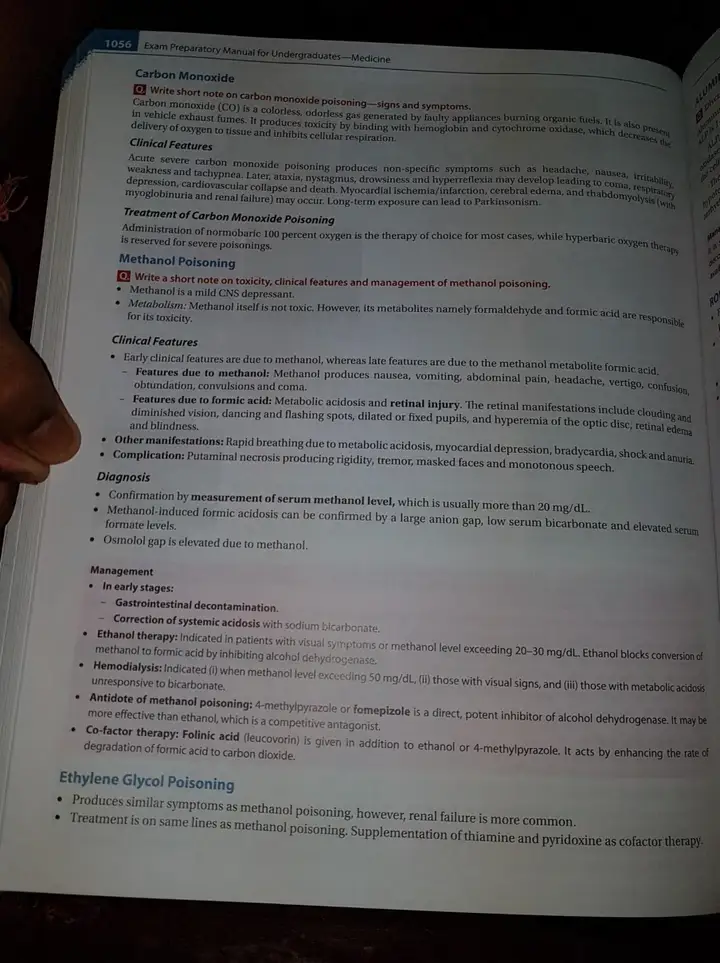 1056 Exam Preparatory Manual for Undergraduates—Medicine
Carbon Monoxide
Q. Write short note on carbon monoxide poisoning—signs and symptoms.
Carbon monoxide (CO) is a colorless, odorless gas generated by faulty appliances burning organic fuels. It is also present
in vehicle exhaust fumes. It produces toxicity by binding with hemoglobin and cytochrome oxidase, which decreases the
delivery of oxygen to tissue and inhibits cellular respiration.
Clinical Features
Acute severe carbon monoxide poisoning produces non-specific symptoms such as headache, nausea, irritability,
weakness and tachypnea. Later, ataxia, nystagmus, drowsiness and hyperreflexia may develop leading to coma, respiratory
depression, cardiovascular collapse and death. Myocardial ischemia/infarction, cerebral edema, and rhabdomyolysis (with
myoglobinuria and renal failure) may occur. Long-term exposure can lead to Parkinsonism.
Treatment of Carbon Monoxide Poisoning
Administration of normobaric 100 percent oxygen is the therapy of choice for most cases, while hyperbaric oxygen therapy
is reserved for severe poisonings.
Methanol Poisoning
Q. Write a short note on toxicity, clinical features and management of methanol poisoning.
• Methanol is a mild CNS depressant.
• Metabolism: Methanol itself is not toxic. However, its metabolites namely formaldehyde and formic acid are responsible
for its toxicity.
Clinical Features
• Early clinical features are due to methanol, whereas late features are due to the methanol metabolite formic acid.
– Features due to methanol: Methanol produces nausea, vomiting, abdominal pain, headache, vertigo, confusion,
obtundation, convulsions and coma.
– Features due to formic acid: Metabolic acidosis and retinal injury. The retinal manifestations include clouding and
diminished vision, dancing and flashing spots, dilated or fixed pupils, and hyperemia of the optic disc, retinal edema
and blindness.
• Other manifestations: Rapid breathing due to metabolic acidosis, myocardial depression, bradycardia, shock and anuria.
• Complication: Putaminal necrosis producing rigidity, tremor, masked faces and monotonous speech.
Diagnosis
• Confirmation by measurement of serum methanol level, which is usually more than 20 mg/dL.
• Methanol-induced formic acidosis can be confirmed by a large anion gap, low serum bicarbonate and elevated serum
formate levels.
• Osmolol gap is elevated due to methanol.
Management
• In early stages:
– Gastrointestinal decontamination.
– Correction of systemic acidosis with sodium bicarbonate.
• Ethanol therapy: Indicated in patients with visual symptoms or methanol level exceeding 20–30 mg/dL. Ethanol blocks conversion of
methanol to formic acid by inhibiting alcohol dehydrogenase.
• Hemodialysis: Indicated (i) when methanol level exceeding 50 mg/dL, (ii) those with visual signs, and (iii) those with metabolic acidosis
unresponsive to bicarbonate.
• Antidote of methanol poisoning: 4-methylpyrazole or fomepizole is a direct, potent inhibitor of alcohol dehydrogenase. It may be
more effective than ethanol, which is a competitive antagonist.
• Co-factor therapy: Folinic acid (leucovorin) is given in addition to ethanol or 4-methylpyrazole. It acts by enhancing the rate of
degradation of formic acid to carbon dioxide.
Ethylene Glycol Poisoning
• Produces similar symptoms as methanol poisoning, however, renal failure is more common.
• Treatment is on same lines as methanol poisoning. Supplementation of thiamine and pyridoxine as cofactor therapy.